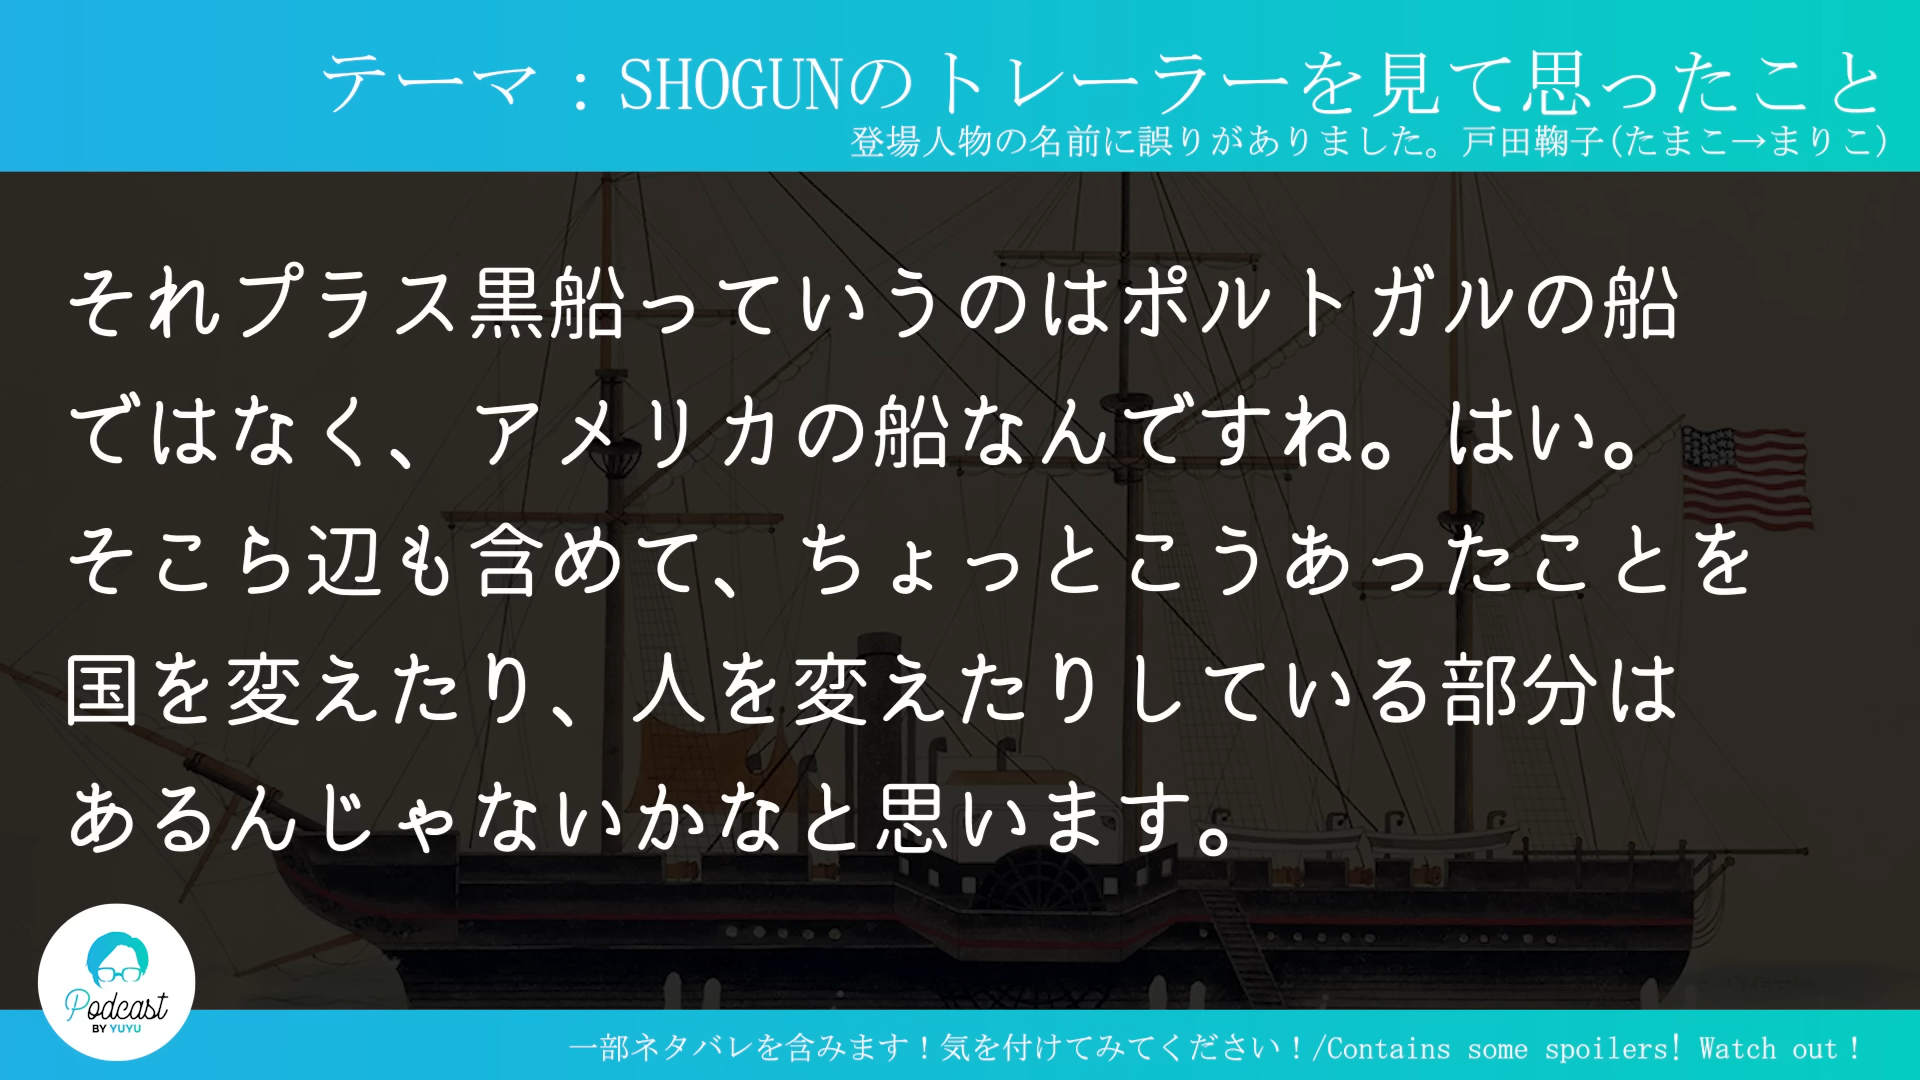 テーマ：SHOGUNのトレーラーを見て思ったこと
登場人物の名前に誤りがありました。戸田鞠子(たまこ→まりこ)
それプラス黒船っていうのはポルトガルの船
ではなく、アメリカの船なんですね。はい。
そこら辺も含めて、ちょっとこうあったことを
国を変えたり、人を変えたりしている部分は
あるんじゃないかなと思います。
Podcast
BY YUYU
一部ネタバレを含みます！気を付けてみてください！/Contains some spoilers! Watch out！